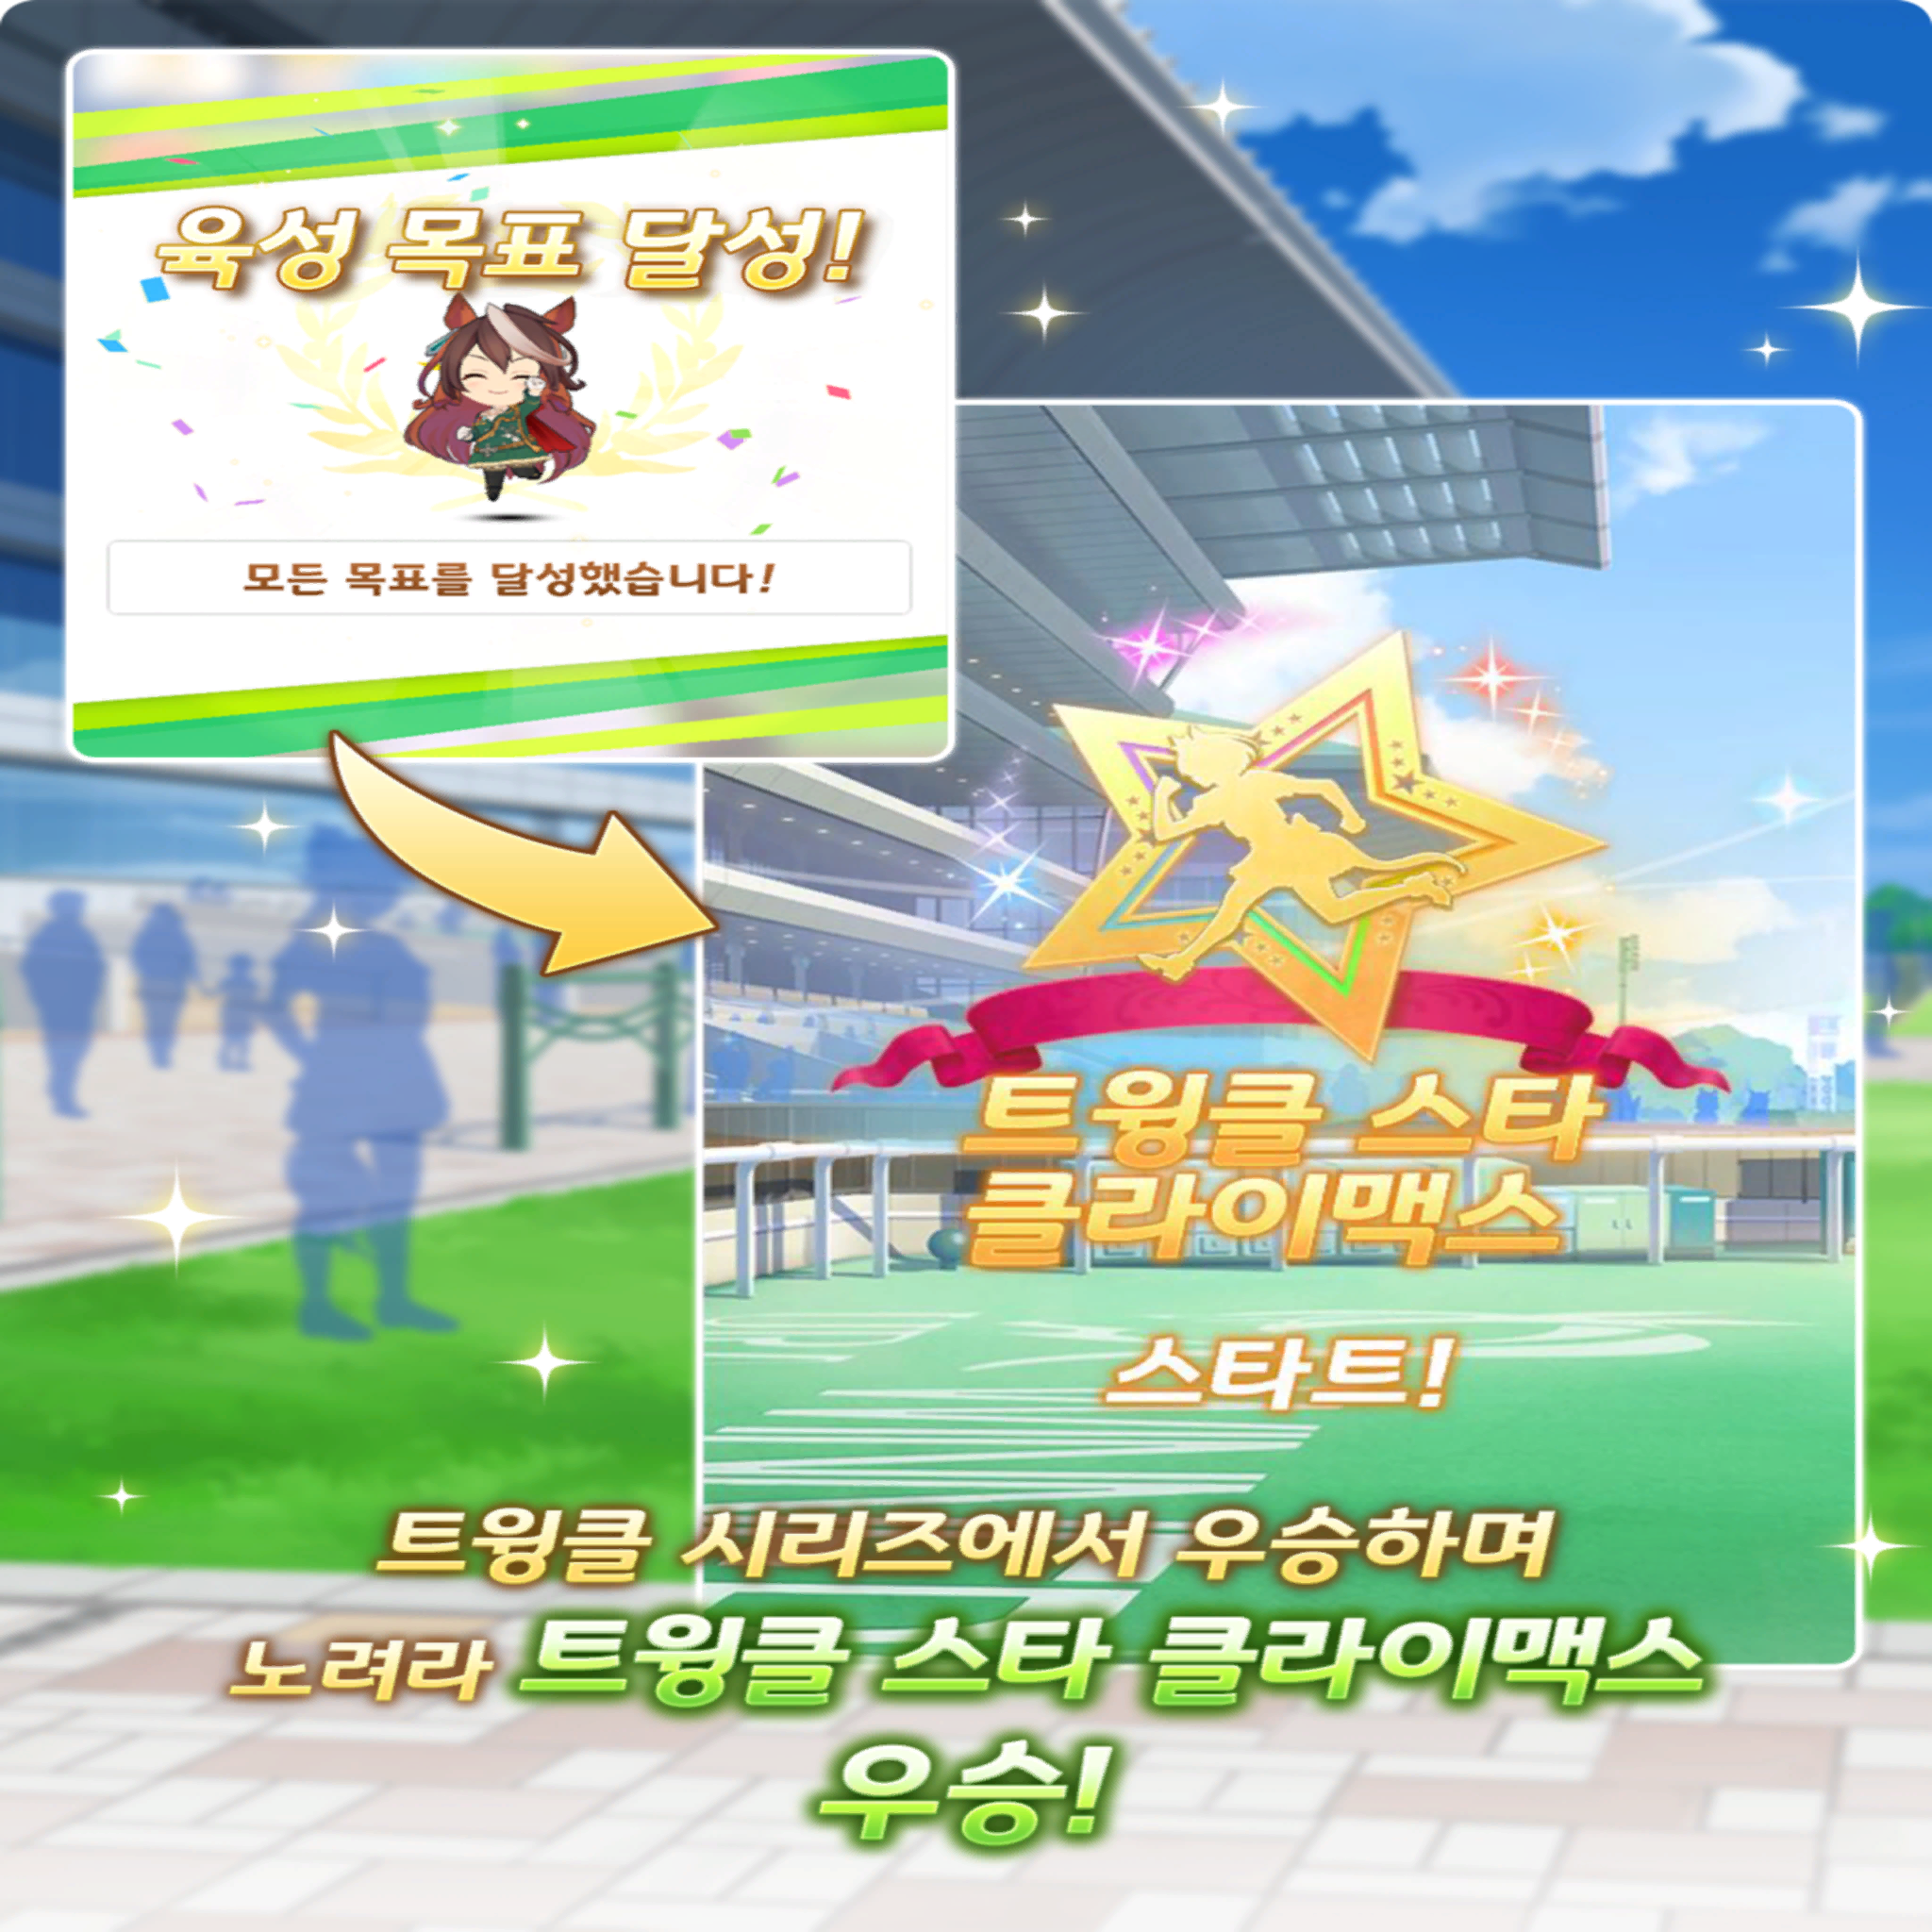 육성 목표 달성!
모든 목표를 달성했습니다!
트윙클 스타
클라이맥스
스타트!
트윙클 시리즈에서 우승하며
노려라 트윙클 스타 클라이맥스
우승!